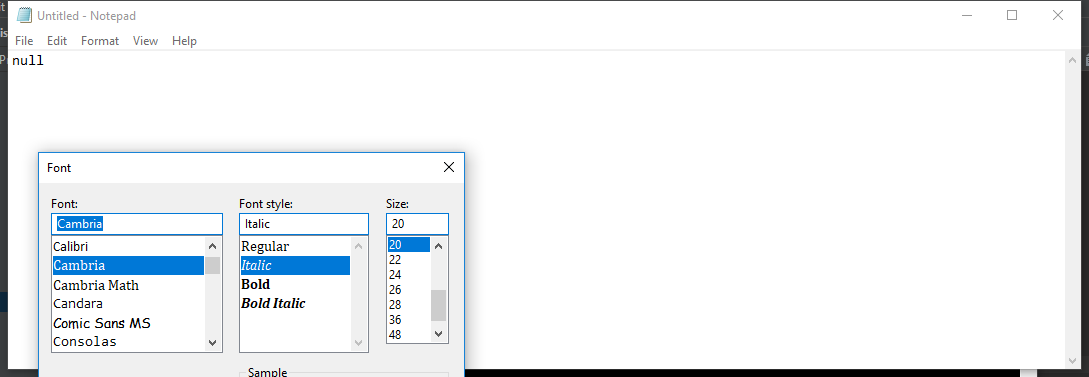 Untitled - Notepad
File Edit Format View Help
null
Font
Font: Font style: Size:
Cambria Italic 20
Calibri Regular 20
Cambria Italic 22
Cambria Math Bold 24
Candara Bold Italic 26
Comic Sans MS 28
Consolas 36
48
Sample